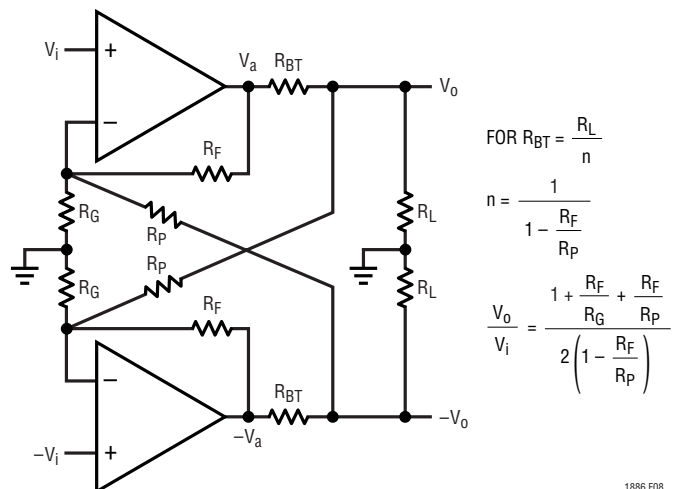 Vi
+
−
Va
RBT
Vo
RF
RG
RP
RL
RP
RG
RF
RL
−
+
−Vi
−Va
RBT
−Vo
FOR RBT = RL / n
n = 1 / (1 − RF / RP)
Vo / Vi = (1 + RF / RG + RF / RP) / (2 (1 − RF / RP))
1886 F08